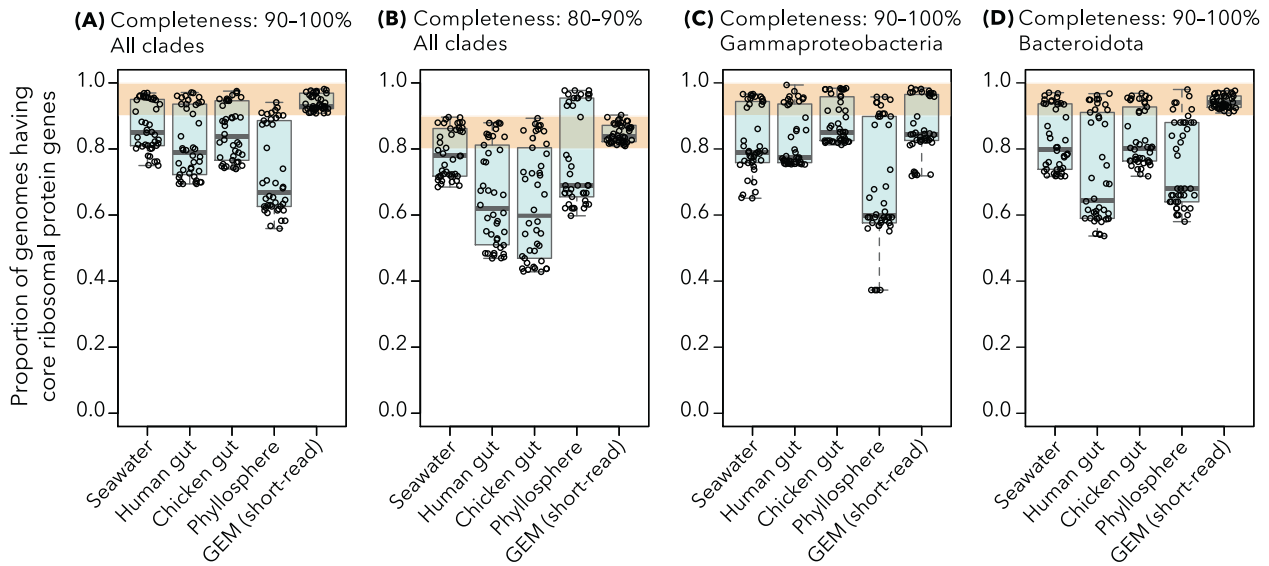 (A) Completeness: 90–100%
All clades
(B) Completeness: 80–90%
All clades
(C) Completeness: 90–100%
Gammaproteobacteria
(D) Completeness: 90–100%
Bacteroidota
Proportion of genomes having
core ribosomal protein genes
1.0
0.8
0.6
0.4
0.2
0.0
Seawater
Human gut
Chicken gut
Phyllosphere
GEM (short-read)
1.0
0.8
0.6
0.4
0.2
0.0
Seawater
Human gut
Chicken gut
Phyllosphere
GEM (short-read)
1.0
0.8
0.6
0.4
0.2
0.0
Seawater
Human gut
Chicken gut
Phyllosphere
GEM (short-read)
1.0
0.8
0.6
0.4
0.2
0.0
Seawater
Human gut
Chicken gut
Phyllosphere
GEM (short-read)